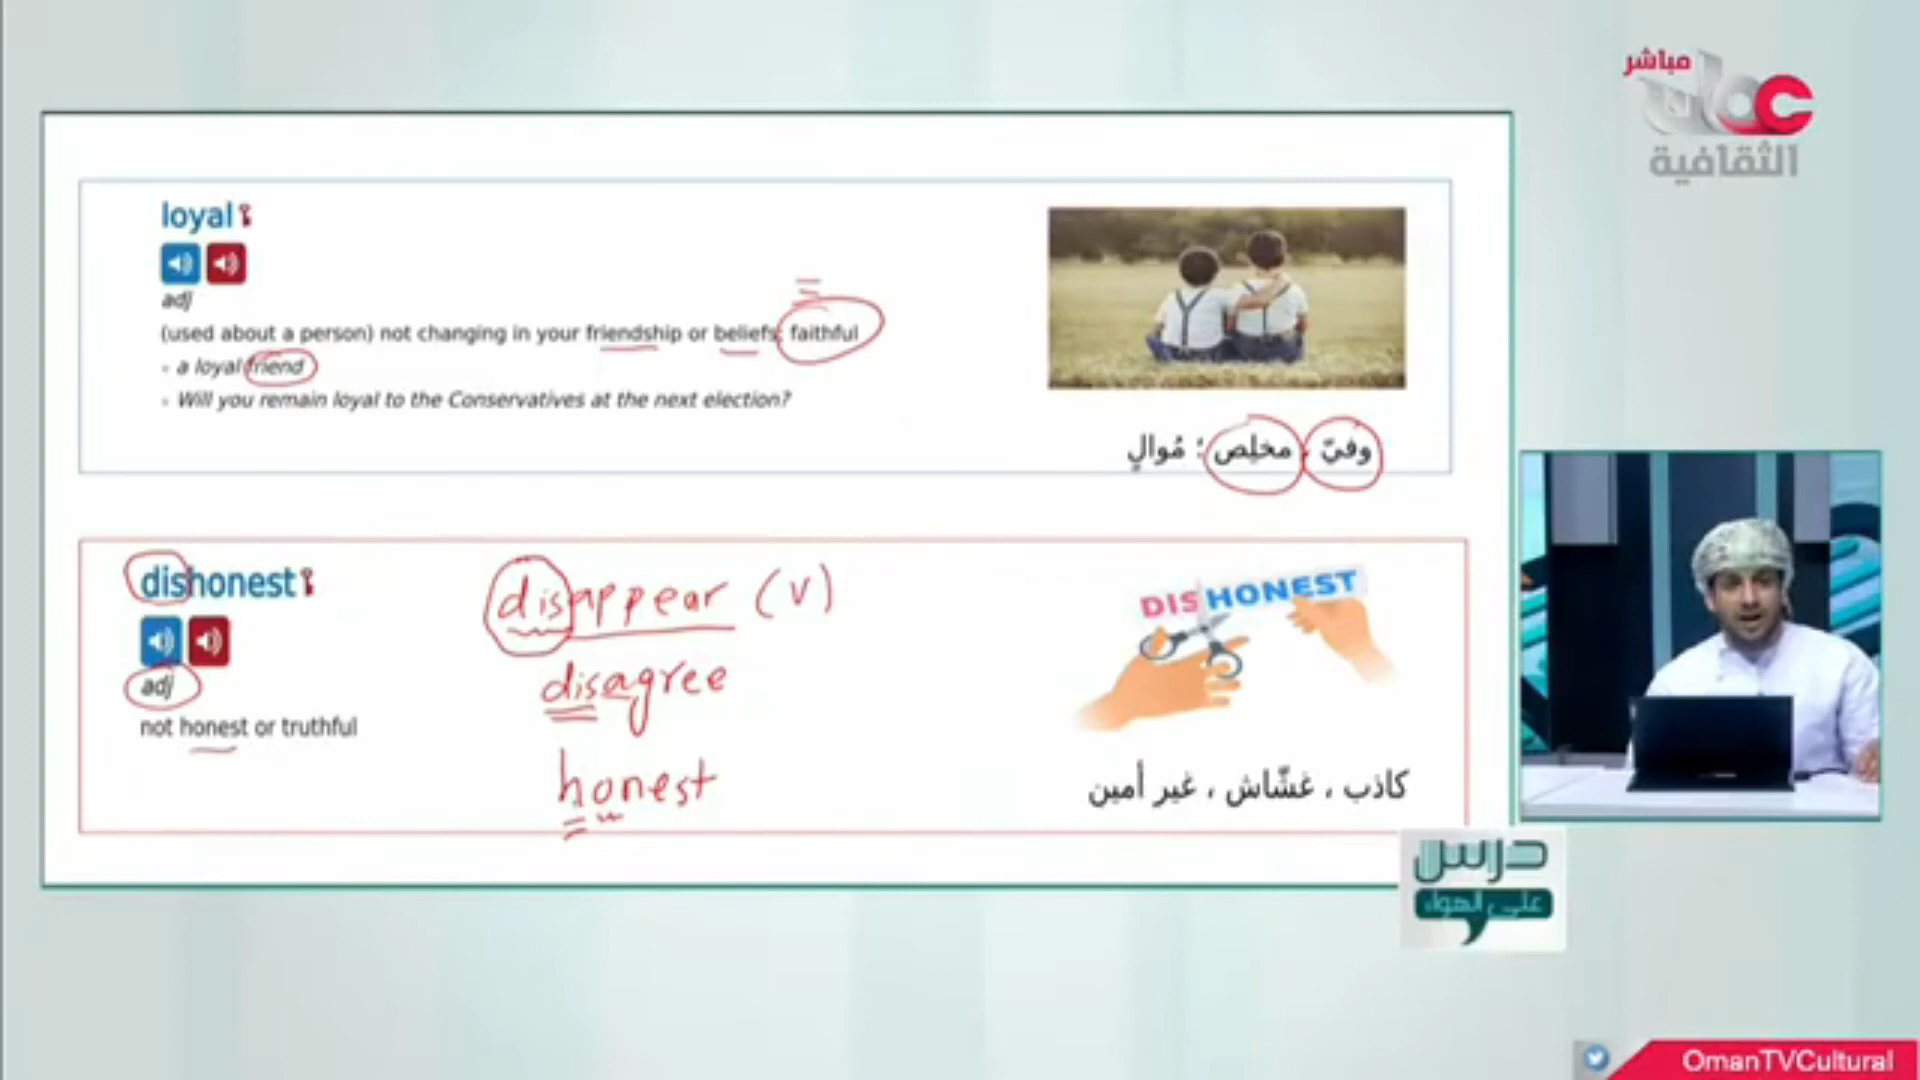 مباشر
عمان
الثقافية
loyal
adj
(used about a person) not changing in your friendship or beliefs; faithful
a loyal friend
Will you remain loyal to the Conservatives at the next election?
وفيّ ، مخلِص ؛ مُوالٍ
dishonest
adj
not honest or truthful
disappear (v)
disagree
honest
DISHONEST
كاذب ، غشّاش ، غير أمين
درس
على الهواء
OmanTVCultural